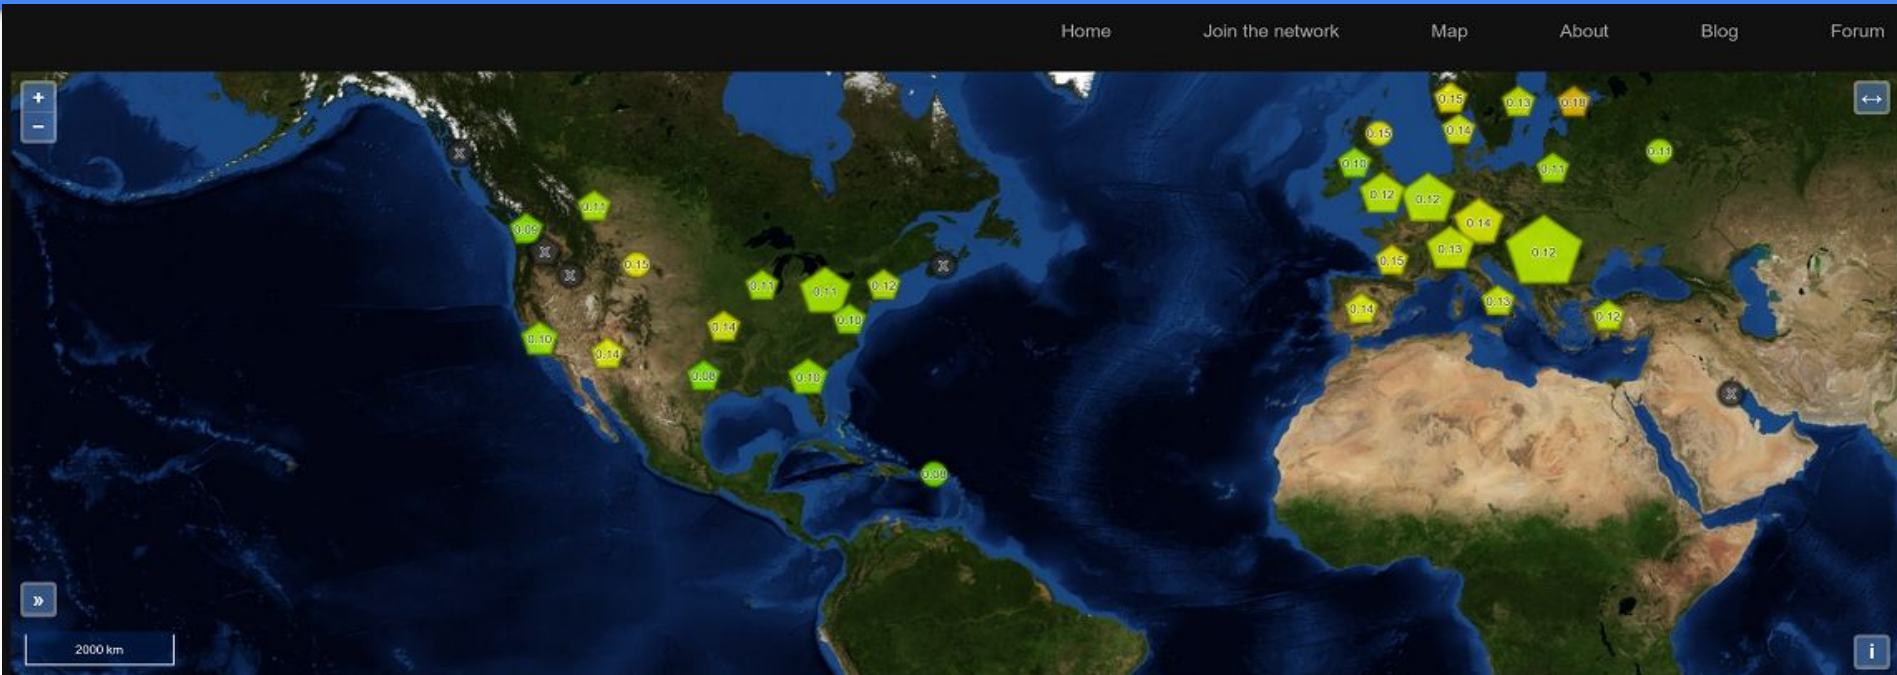 Home Join the network Map About Blog Forum
+
−
0.15 0.13 0.18
0.15 0.14
0.10 0.11 0.11
X
0.12 0.12
0.11
0.09 0.14
X 0.13 0.12
0.15 X 0.15
X
0.11 0.11 0.12
0.14 0.13
0.10 0.14 0.12
0.10 0.14
0.08 0.10
X
2000 km
i